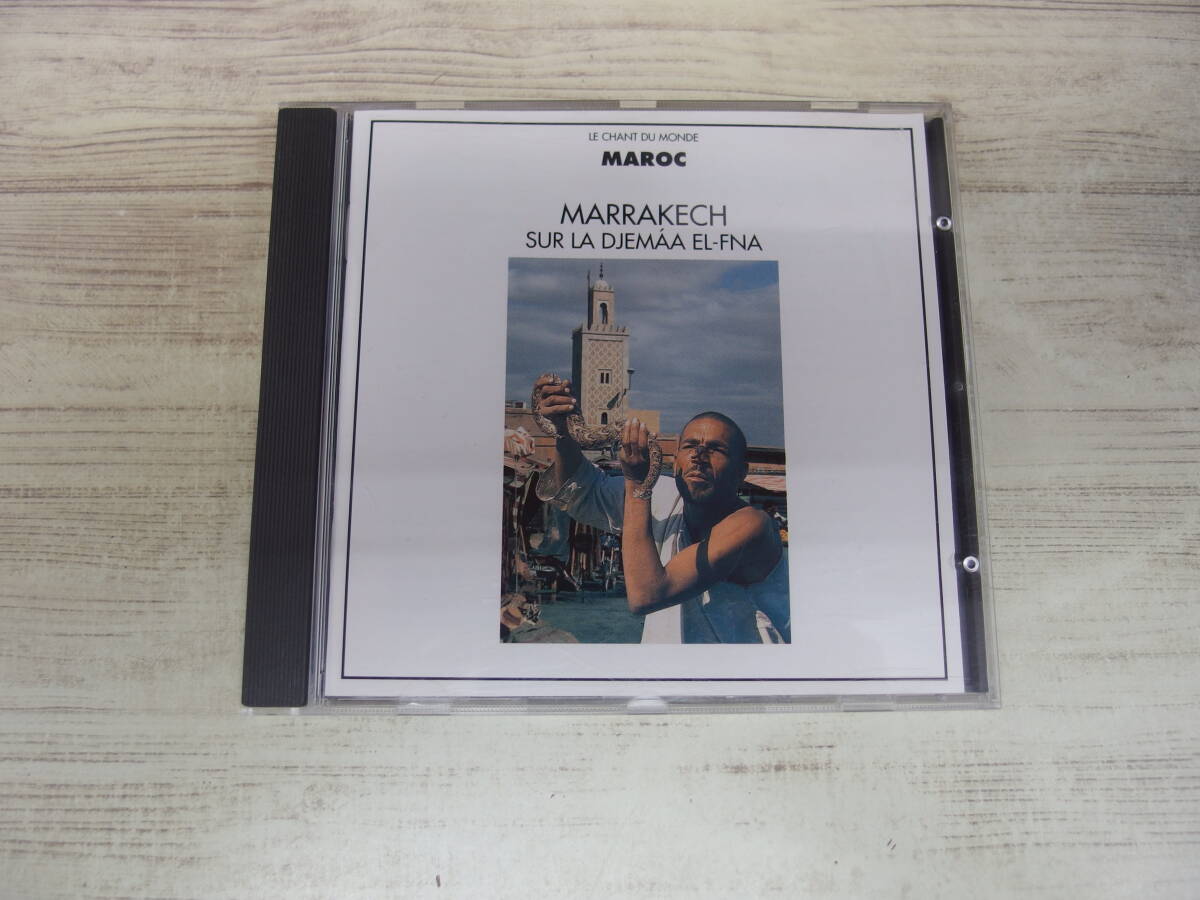 LE CHANT DU MONDE
MAROC
MARRAKECH
SUR LA DJEMÁA EL-FNA